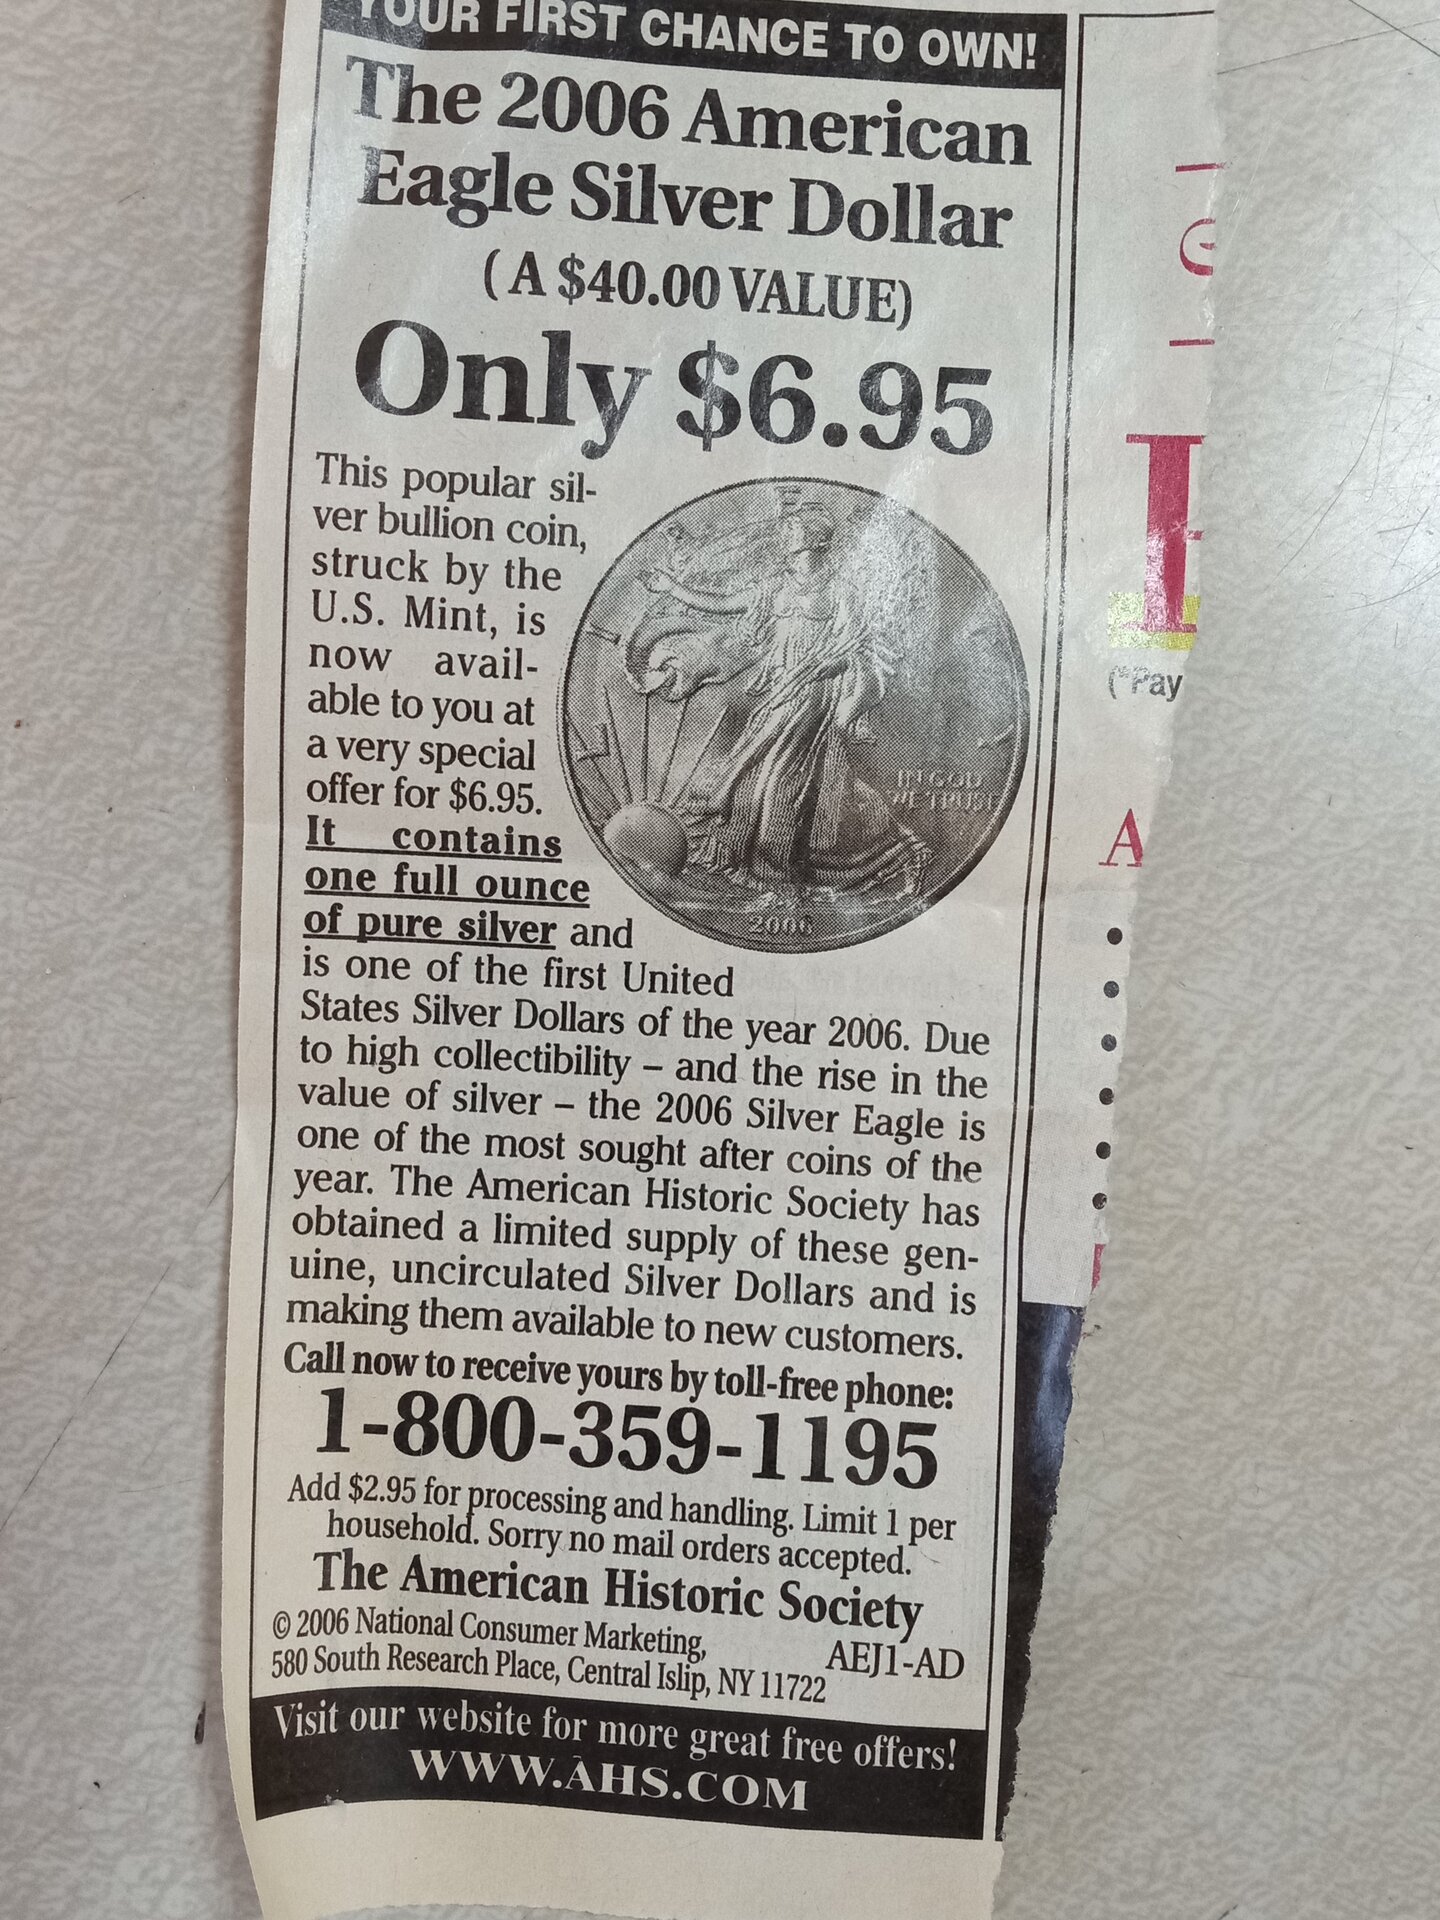 YOUR FIRST CHANCE TO OWN!
The 2006 American
Eagle Silver Dollar
(A $40.00 VALUE)
Only $6.95
This popular sil-
ver bullion coin,
struck by the
U.S. Mint, is
now avail-
able to you at
a very special
offer for $6.95.
It contains
one full ounce
of pure silver and
is one of the first United
States Silver Dollars of the year 2006. Due
to high collectibility – and the rise in the
value of silver – the 2006 Silver Eagle is
one of the most sought after coins of the
year. The American Historic Society has
obtained a limited supply of these gen-
uine, uncirculated Silver Dollars and is
making them available to new customers.
Call now to receive yours by toll-free phone:
1-800-359-1195
Add $2.95 for processing and handling. Limit 1 per
household. Sorry no mail orders accepted.
The American Historic Society
© 2006 National Consumer Marketing,
580 South Research Place, Central Islip, NY 11722
AEJ1-AD
Visit our website for more great free offers!
WWW.AHS.COM
IN GOD
WE TRUST
2006
(*Pay
A